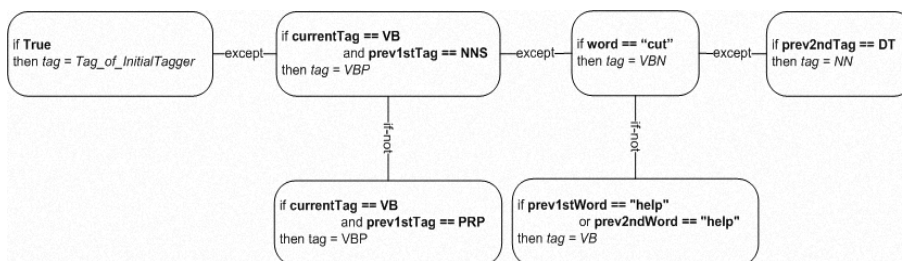 if True
then tag = Tag_of_InitialTagger
except
if currentTag == VB
and prev1stTag == NNS
then tag = VBP
except
if word == “cut”
then tag = VBN
except
if prev2ndTag == DT
then tag = NN
if-not
if-not
if currentTag == VB
and prev1stTag == PRP
then tag = VBP
if prev1stWord == "help"
or prev2ndWord == "help"
then tag = VB